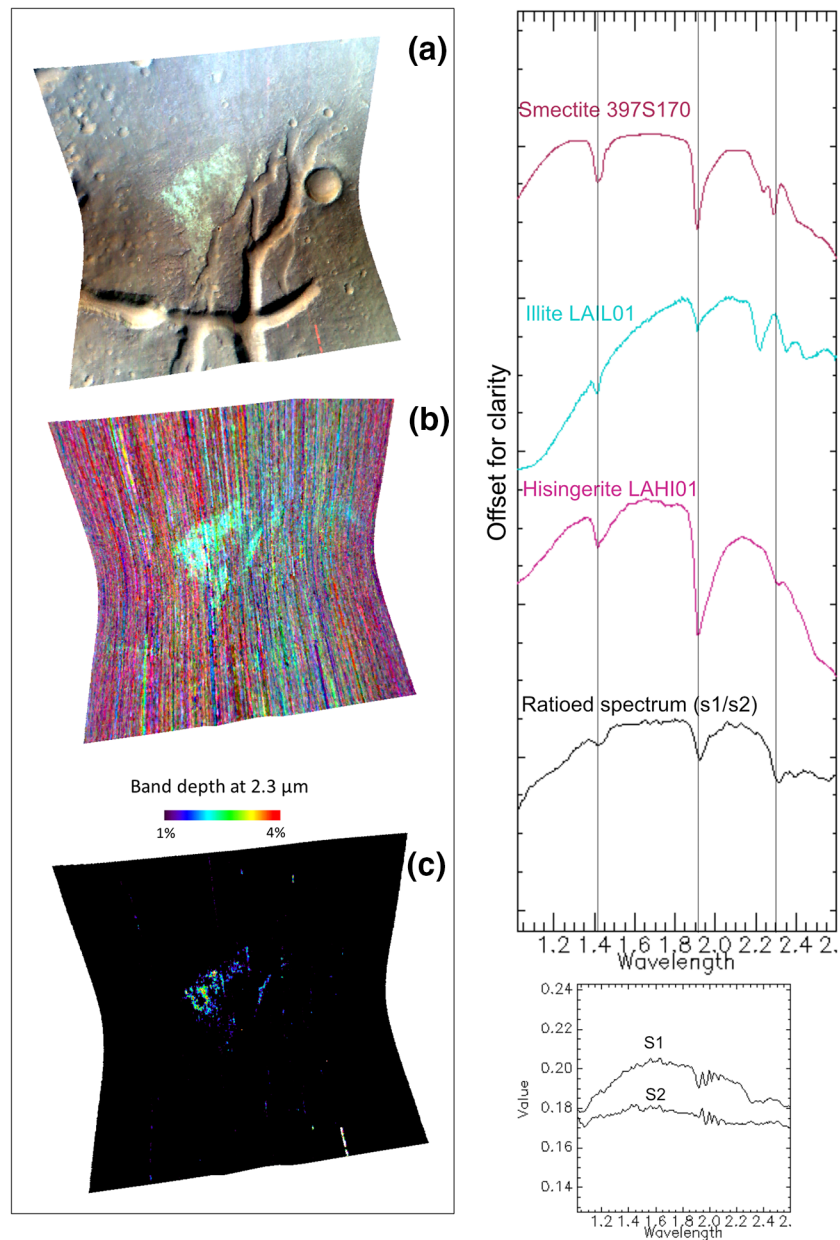 (a)
(b)
Band depth at 2.3 µm
1% 4%
(c)
Smectite 397S170
Illite LAIL01
Hisingerite LAHI01
Ratioed spectrum (s1/s2)
Offset for clarity
1.2 1.4 1.6 1.8 2.0 2.2 2.4 2.
Wavelength
0.24
0.22
0.20
0.18
0.16
0.14
Value
S1
S2
1.2 1.4 1.6 1.8 2.0 2.2 2.4
Wavelength